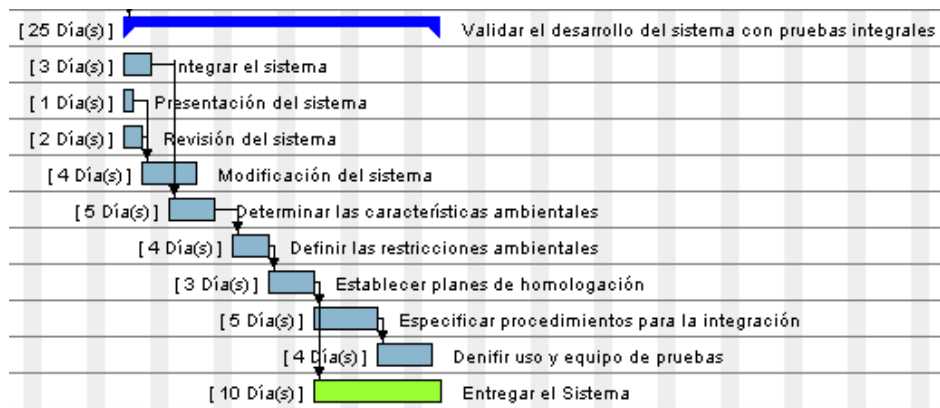 [25 Día(s)] Validar el desarrollo del sistema con pruebas integrales
[3 Día(s)] Integrar el sistema
[1 Día(s)] Presentación del sistema
[2 Día(s)] Revisión del sistema
[4 Día(s)] Modificación del sistema
[5 Día(s)] Determinar las características ambientales
[4 Día(s)] Definir las restricciones ambientales
[3 Día(s)] Establecer planes de homologación
[5 Día(s)] Especificar procedimientos para la integración
[4 Día(s)] Denifir uso y equipo de pruebas
[10 Día(s)] Entregar el Sistema